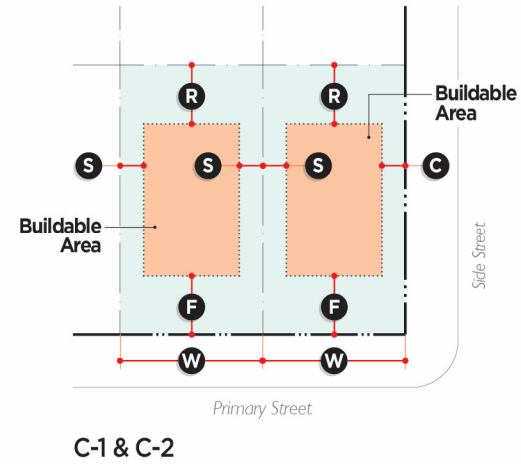 R
R
Buildable
Area
S
S
S
C
Buildable
Area
Side Street
F
F
W
W
Primary Street
C-1 & C-2